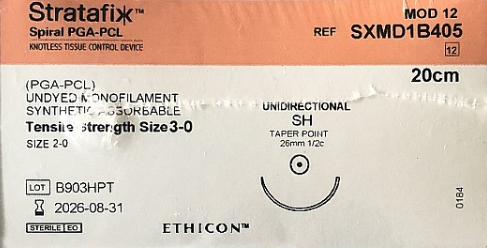 Stratafix™
Spiral PGA-PCL
KNOTLESS TISSUE CONTROL DEVICE
MOD 12
REF SXMD1B405
12
20cm
(PGA-PCL)
UNDYED MONOFILAMENT
SYNTHETIC ABSORBABLE
Tensile Strength Size 3-0
SIZE 2-0
UNIDIRECTIONAL
SH
TAPER POINT
26mm 1/2c
LOT B903HPT
2026-08-31
STERILE EO
ETHICON™
0184